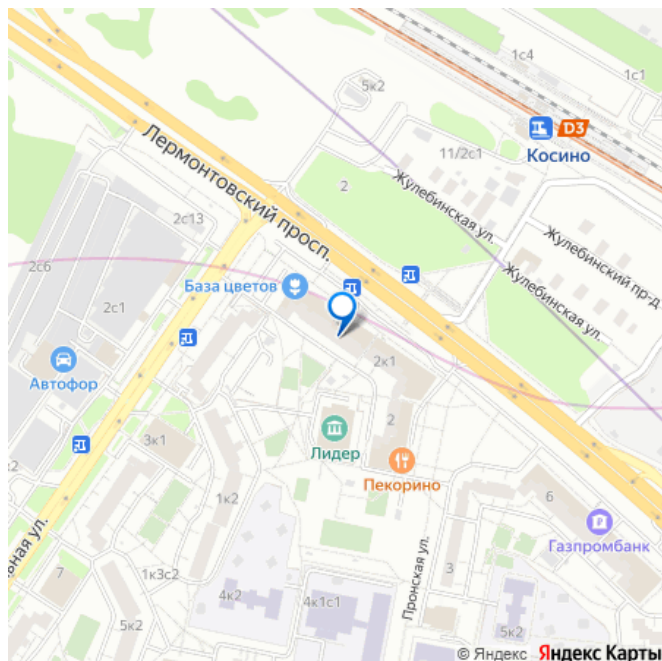 1с4
1с1
5к2
D3
Косино
11/2с1
Лермонтовский просп.
2
Жулебинская ул.
2с13
Жулебинский пр-д
2с6
База цветов
Жулебинская ул.
2с1
Автофор
2к1
2
Лидер
3к1
Пекорино
1к2
6
Газпромбанк
льная ул.
Пронская ул.
7
1к3с2
3
4к2
4к1с1
5к2
5к2
© Яндекс Яндекс Карты